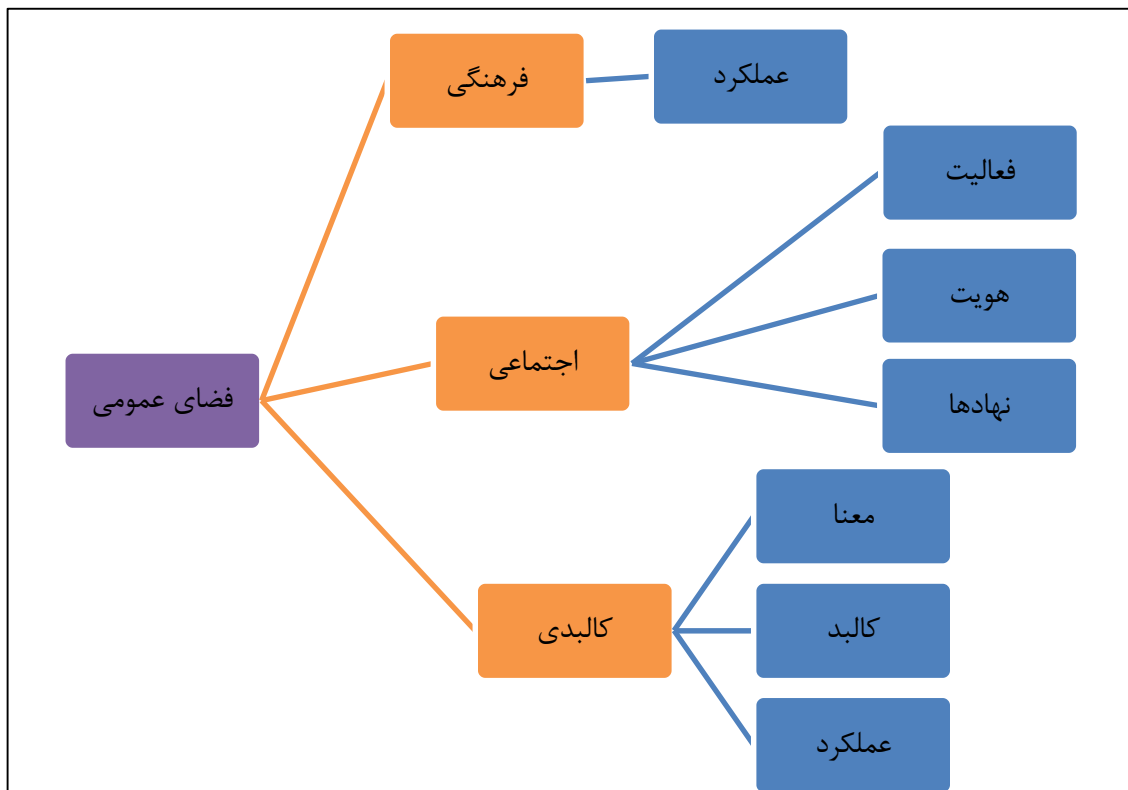 فرهنگی
عملکرد
فعالیت
هویت
اجتماعی
نهادها
فضای عمومی
معنا
کالبدی
کالبد
عملکرد